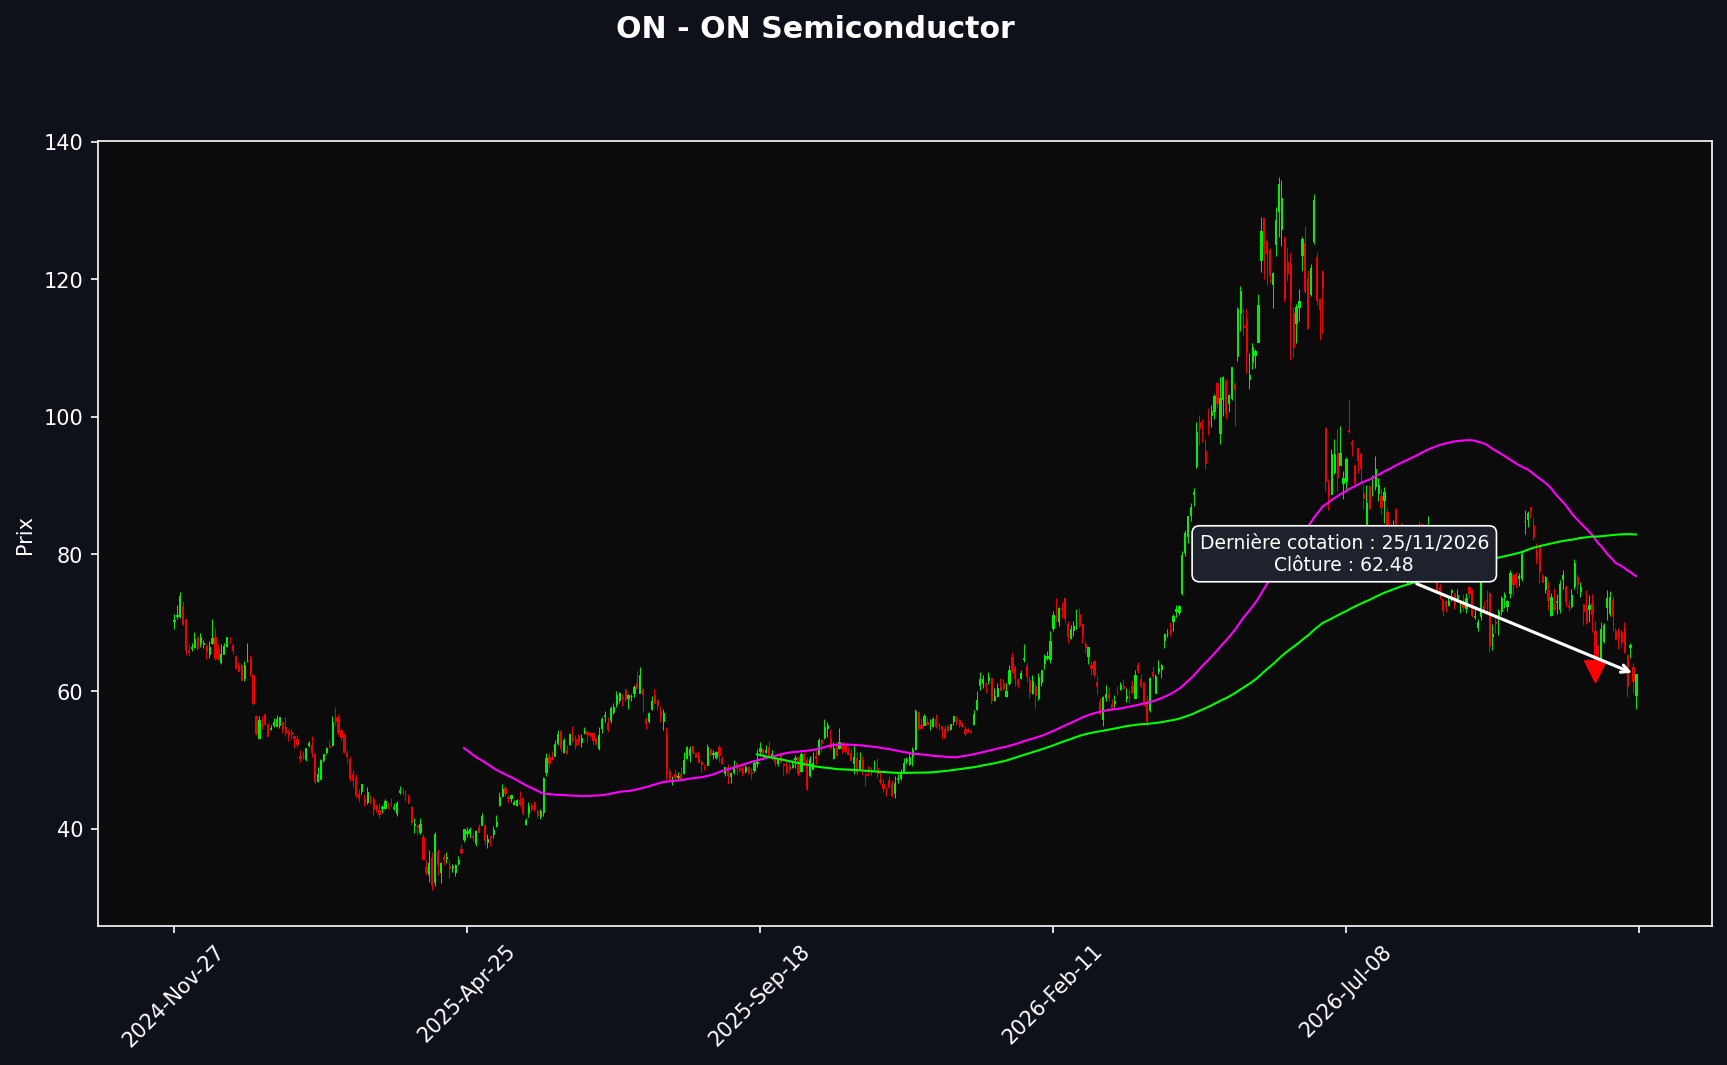 ON - ON Semiconductor
140
120
100
80
60
40
Prix
Dernière cotation : 25/11/2026
Clôture : 62.48
2024-Nov-27
2025-Apr-25
2025-Sep-18
2026-Feb-11
2026-Jul-08